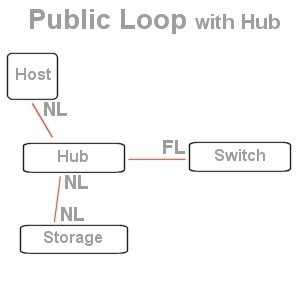 Public Loop with Hub
Host
NL
Hub
FL
Switch
NL
NL
Storage